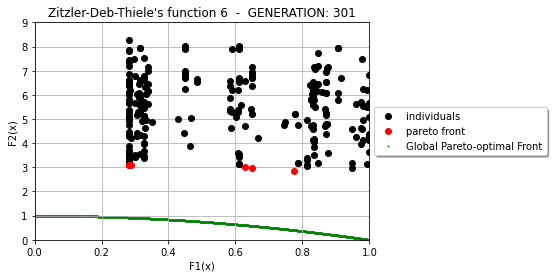 Zitzler-Deb-Thiele's function 6 - GENERATION: 301
9
8
7
6
5
4
3
2
1
0
F2(x)
0.0 0.2 0.4 0.6 0.8 1.0
F1(x)
individuals
pareto front
Global Pareto-optimal Front